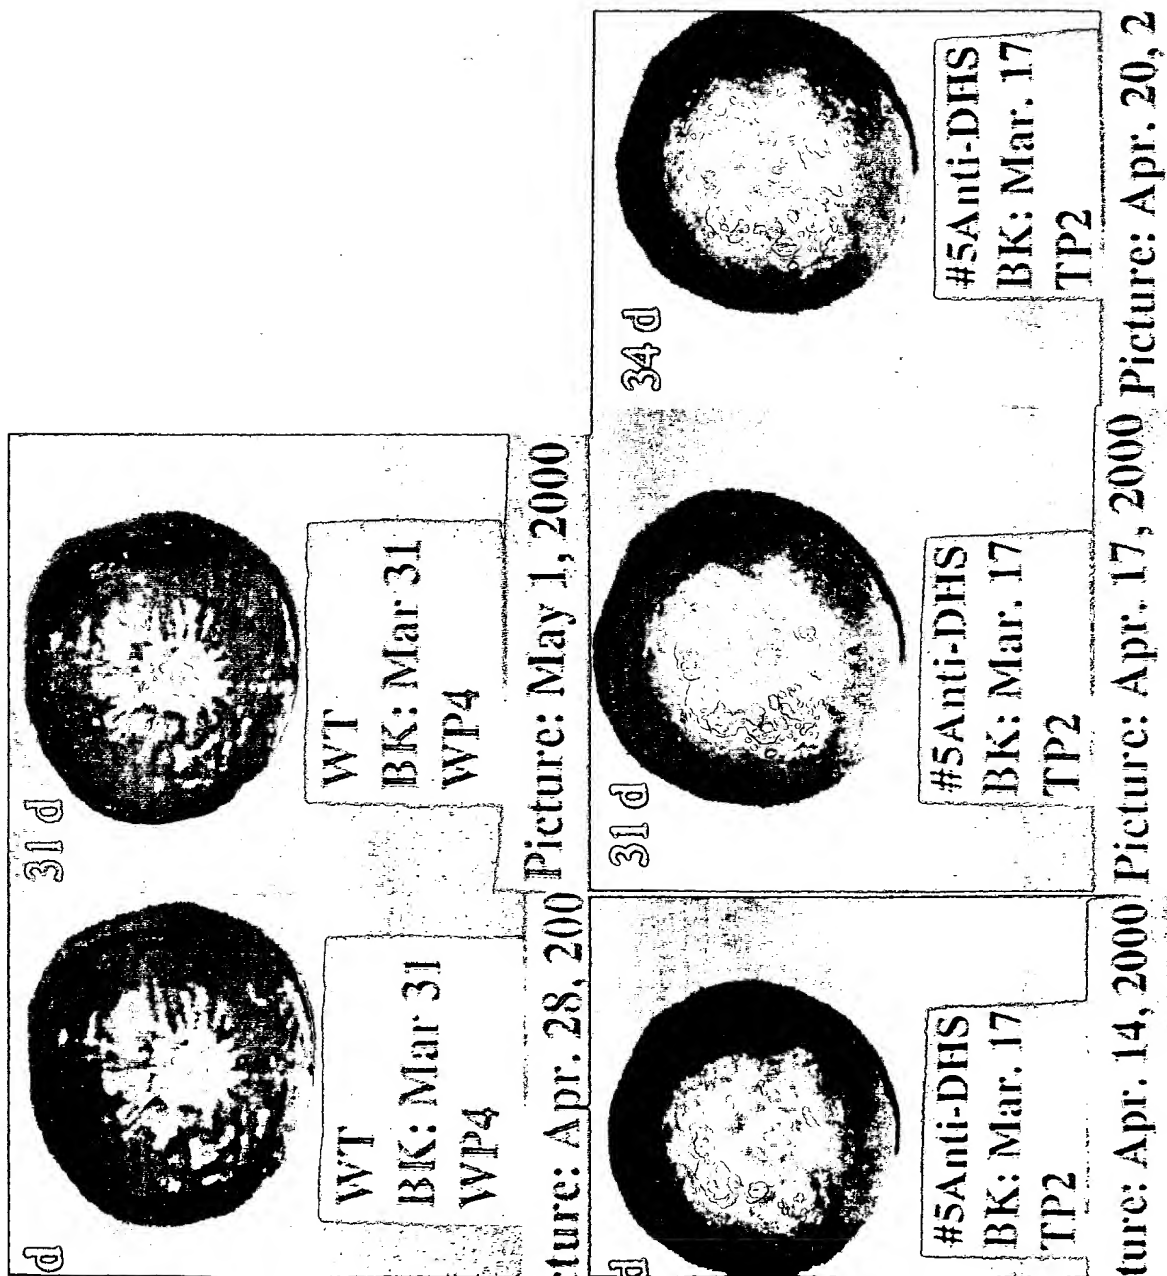 d
WT
BK: Mar 31
WP4
cture: Apr. 28, 200
31 d
WT
BK: Mar 31
WP4
Picture: May 1, 2000
d
#5Anti-DHS
BK: Mar. 17
TP2
ture: Apr. 14, 2000
31 d
#5Anti-DHS
BK: Mar. 17
TP2
Picture: Apr. 17, 2000
34 d
#5Anti-DHS
BK: Mar. 17
TP2
Picture: Apr. 20, 2